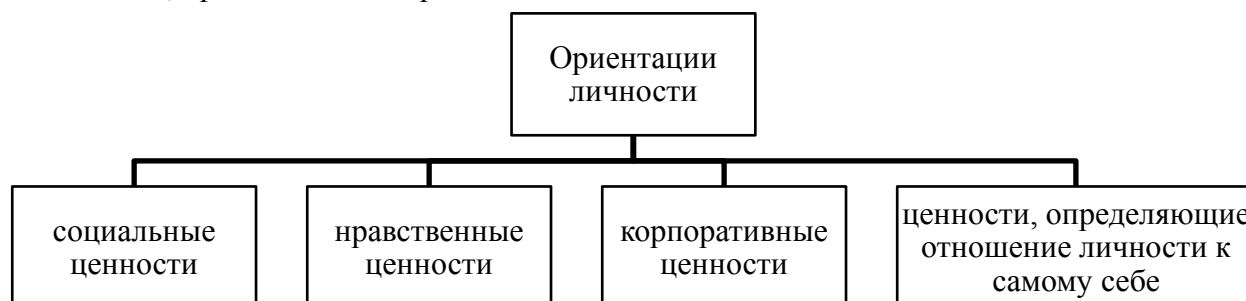 Ориентации
личности
социальные
ценности
нравственные
ценности
корпоративные
ценности
ценности, определяющие
отношение личности к
самому себе